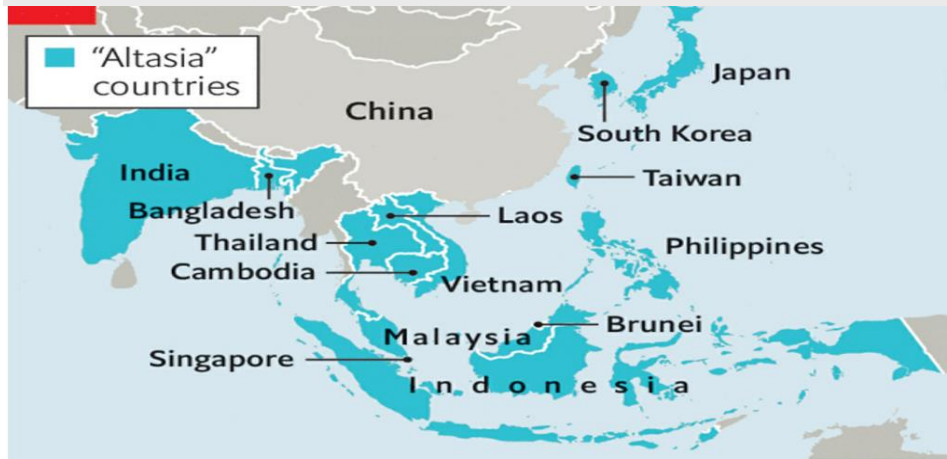 “Altasia”
countries
Japan
China
South Korea
India
Taiwan
Bangladesh
Laos
Thailand
Philippines
Cambodia
Vietnam
Malaysia
Brunei
Singapore
Indonesia